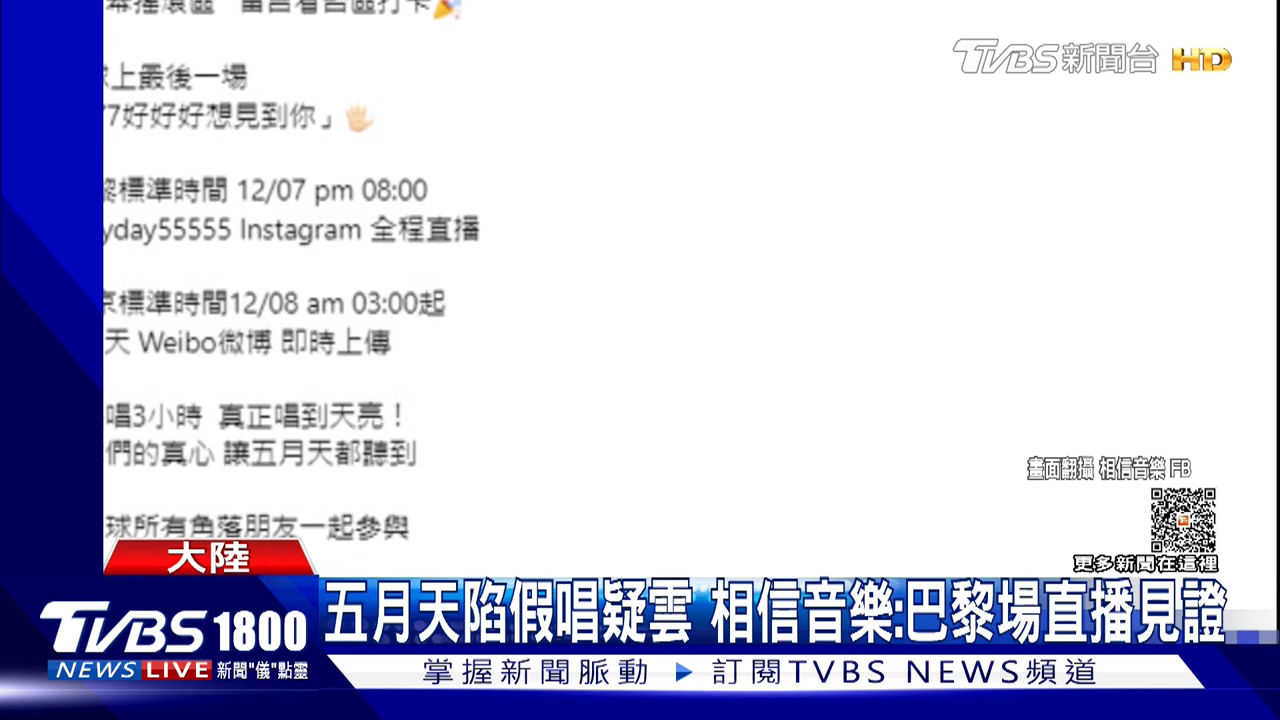 幕搖滾區 留言看台區打卡🎉
TVBS新聞台 HD
球上最後一場
77好好好想見到你」🖐🏻
黎標準時間 12/07 pm 08:00
yday55555 Instagram 全程直播
京標準時間12/08 am 03:00起
天 Weibo微博 即時上傳
唱3小時 真正唱到天亮！
們的真心 讓五月天都聽到
畫面翻攝 相信音樂 FB
球所有角落朋友一起參與
更多新聞在這裡
大陸
五月天陷假唱疑雲 相信音樂:巴黎場直播見證
TVBS 1800
NEWS LIVE 新聞"儀"點靈
掌握新聞脈動 ▶ 訂閱TVBS NEWS頻道